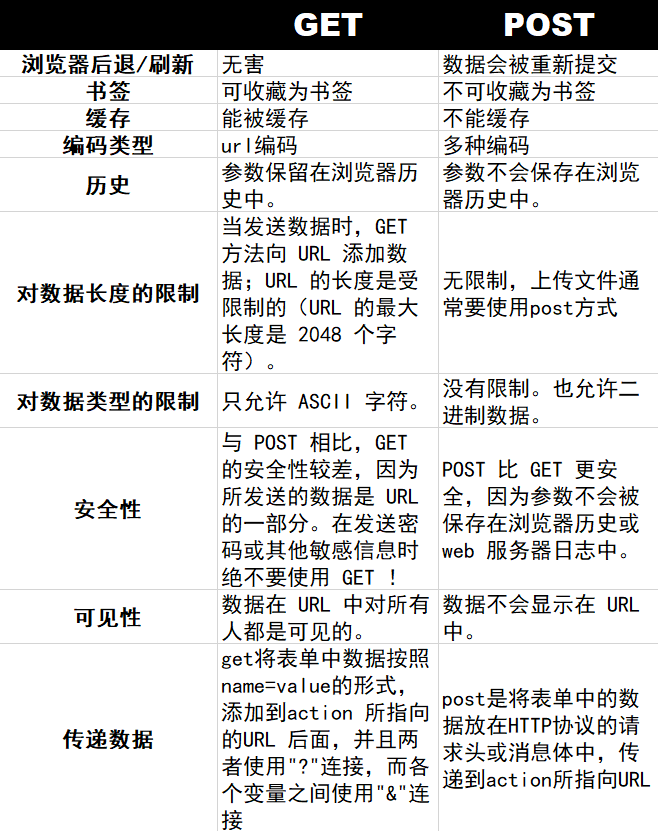 GET POST
浏览器后退/刷新 无害 数据会被重新提交
书签 可收藏为书签 不可收藏为书签
缓存 能被缓存 不能缓存
编码类型 url编码 多种编码
历史
参数保留在浏览器历
史中。
参数不会保存在浏览
器历史中。
对数据长度的限制
当发送数据时，GET
方法向 URL 添加数
据；URL 的长度是受
限制的（URL 的最大
长度是 2048 个字
符）。
无限制，上传文件通
常要使用post方式
对数据类型的限制
只允许 ASCII 字符。
没有限制。也允许二
进制数据。
安全性
与 POST 相比，GET
的安全性较差，因为
所发送的数据是 URL
的一部分。在发送密
码或其他敏感信息时
绝不要使用 GET ！
POST 比 GET 更安
全，因为参数不会被
保存在浏览器历史或
web 服务器日志中。
可见性
数据在 URL 中对所有
人都是可见的。
数据不会显示在 URL
中。
传递数据
get将表单中数据按照
name=value的形式，
添加到action 所指向
的URL 后面，并且两
者使用"?"连接，而各
个变量之间使用"&"连
接
post是将表单中的数
据放在HTTP协议的请
求头或消息体中，传
递到action所指向URL